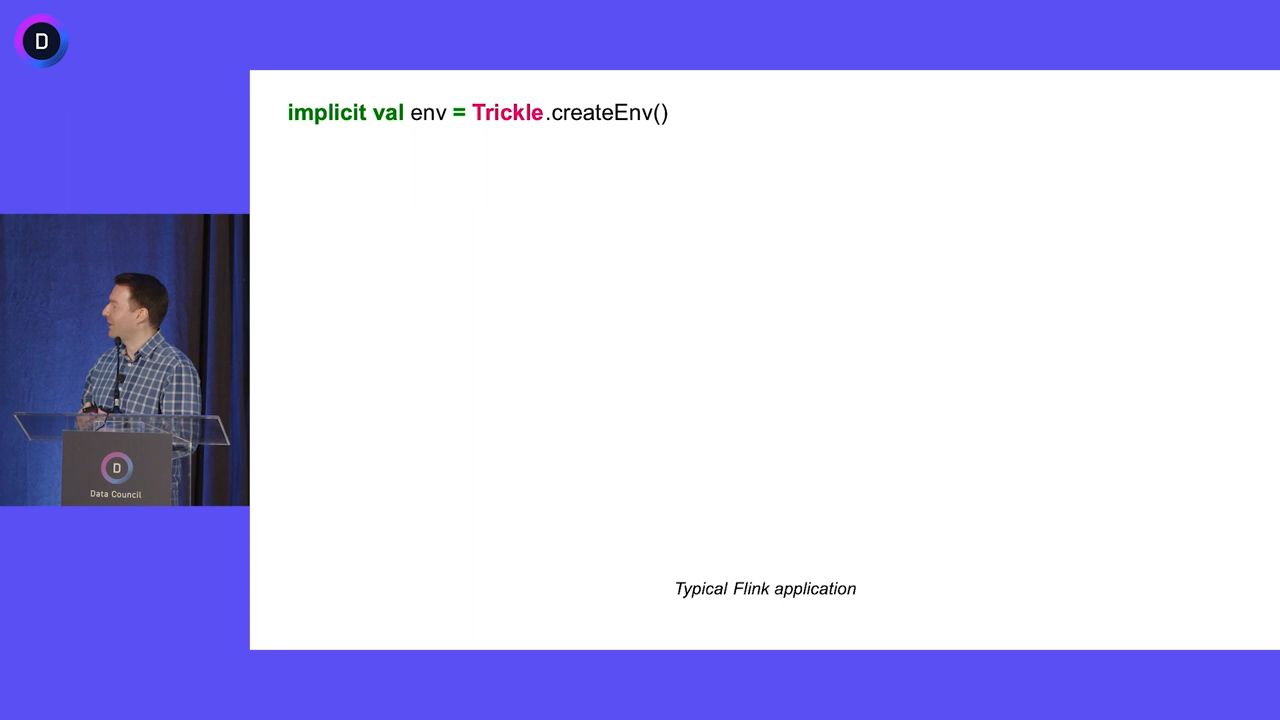 D
implicit val env = Trickle.createEnv()
D
Data Council
Typical Flink application